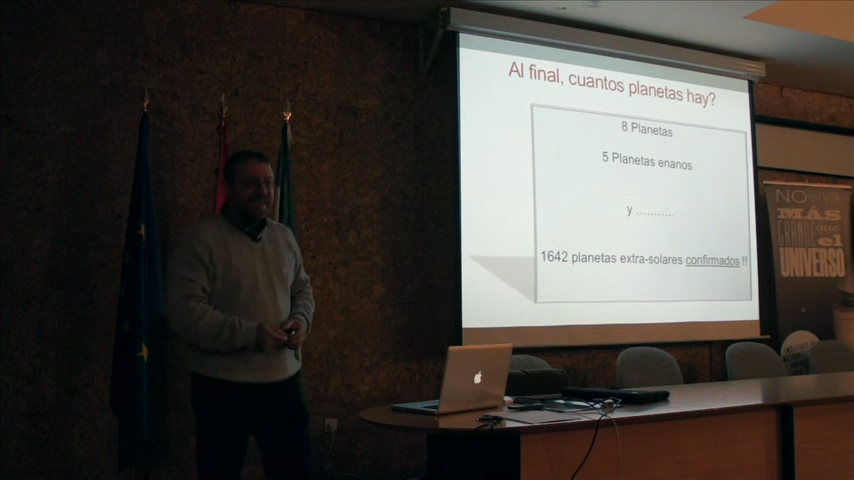 Al final, cuantos planetas hay?
8 Planetas
5 Planetas enanos
y ...........
1642 planetas extra-solares confirmados !!
NO
MÁS
GRANDE que
el
UNIVERSO